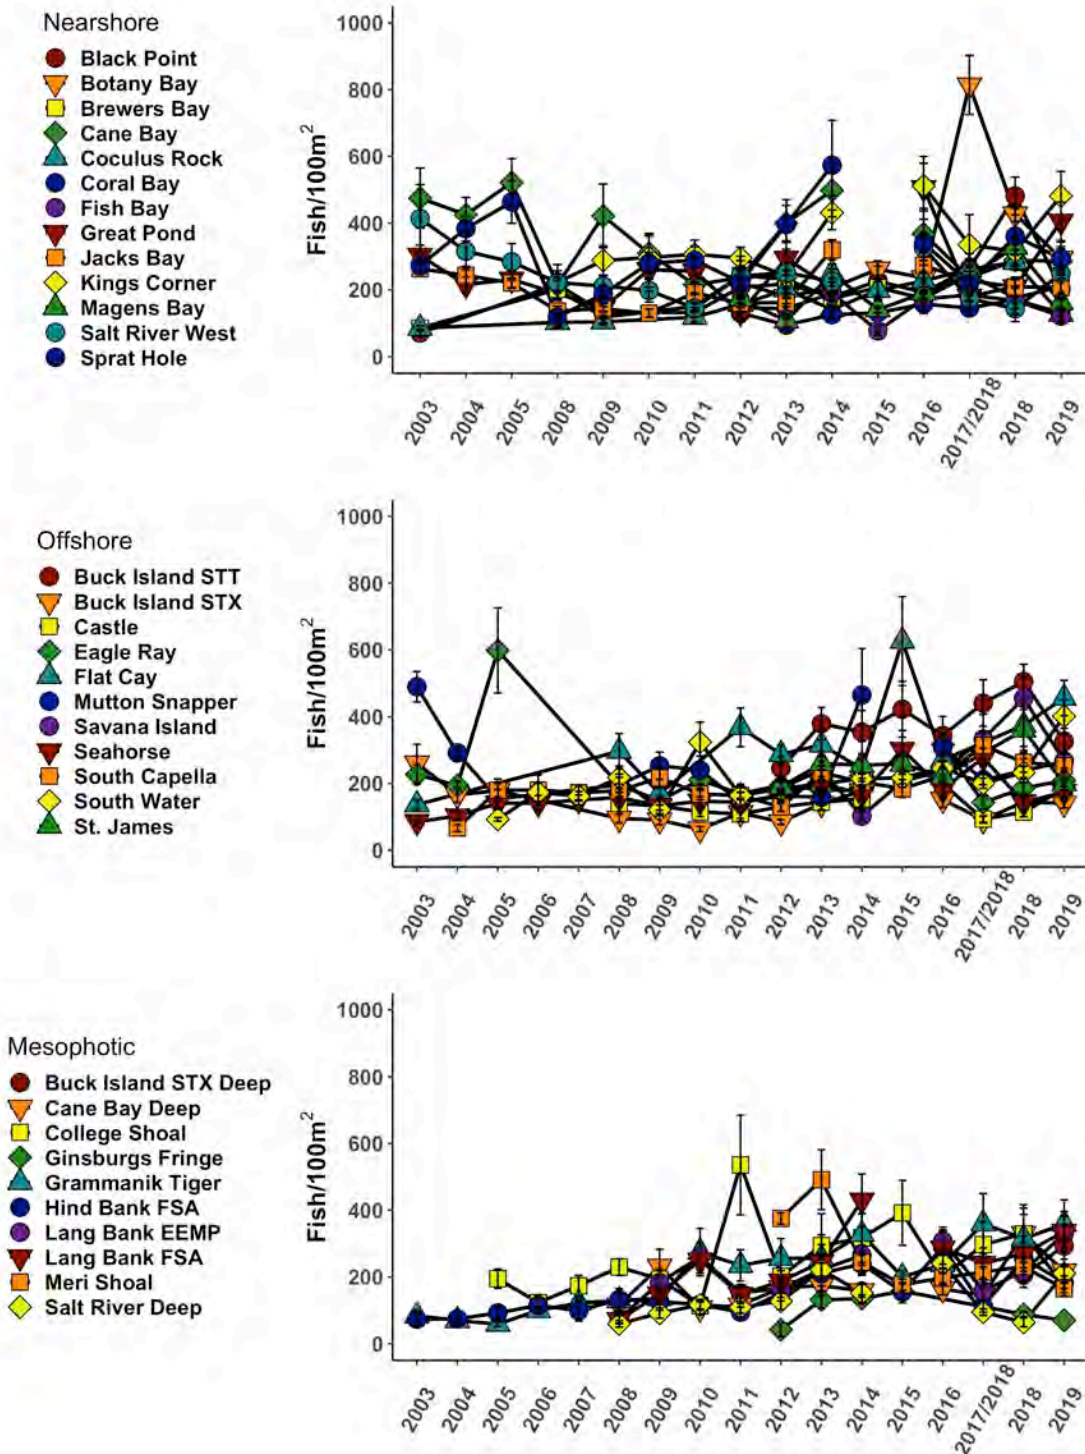 Nearshore
Black Point
Botany Bay
Brewers Bay
Cane Bay
Coculus Rock
Coral Bay
Fish Bay
Great Pond
Jacks Bay
Kings Corner
Magens Bay
Salt River West
Sprat Hole
Fish/100m²
1000
800
600
400
200
0
2003
2004
2005
2008
2009
2010
2011
2012
2013
2014
2015
2016
2017/2018
2018
2019
Offshore
Buck Island STT
Buck Island STX
Castle
Eagle Ray
Flat Cay
Mutton Snapper
Savana Island
Seahorse
South Capella
South Water
St. James
Fish/100m²
1000
800
600
400
200
0
2003
2004
2005
2006
2007
2008
2009
2010
2011
2012
2013
2014
2015
2016
2017/2018
2018
2019
Mesophotic
Buck Island STX Deep
Cane Bay Deep
College Shoal
Ginsburgs Fringe
Grammanik Tiger
Hind Bank FSA
Lang Bank EEMP
Lang Bank FSA
Meri Shoal
Salt River Deep
Fish/100m²
1000
800
600
400
200
0
2003
2004
2005
2006
2007
2008
2009
2010
2011
2012
2013
2014
2015
2016
2017/2018
2018
2019